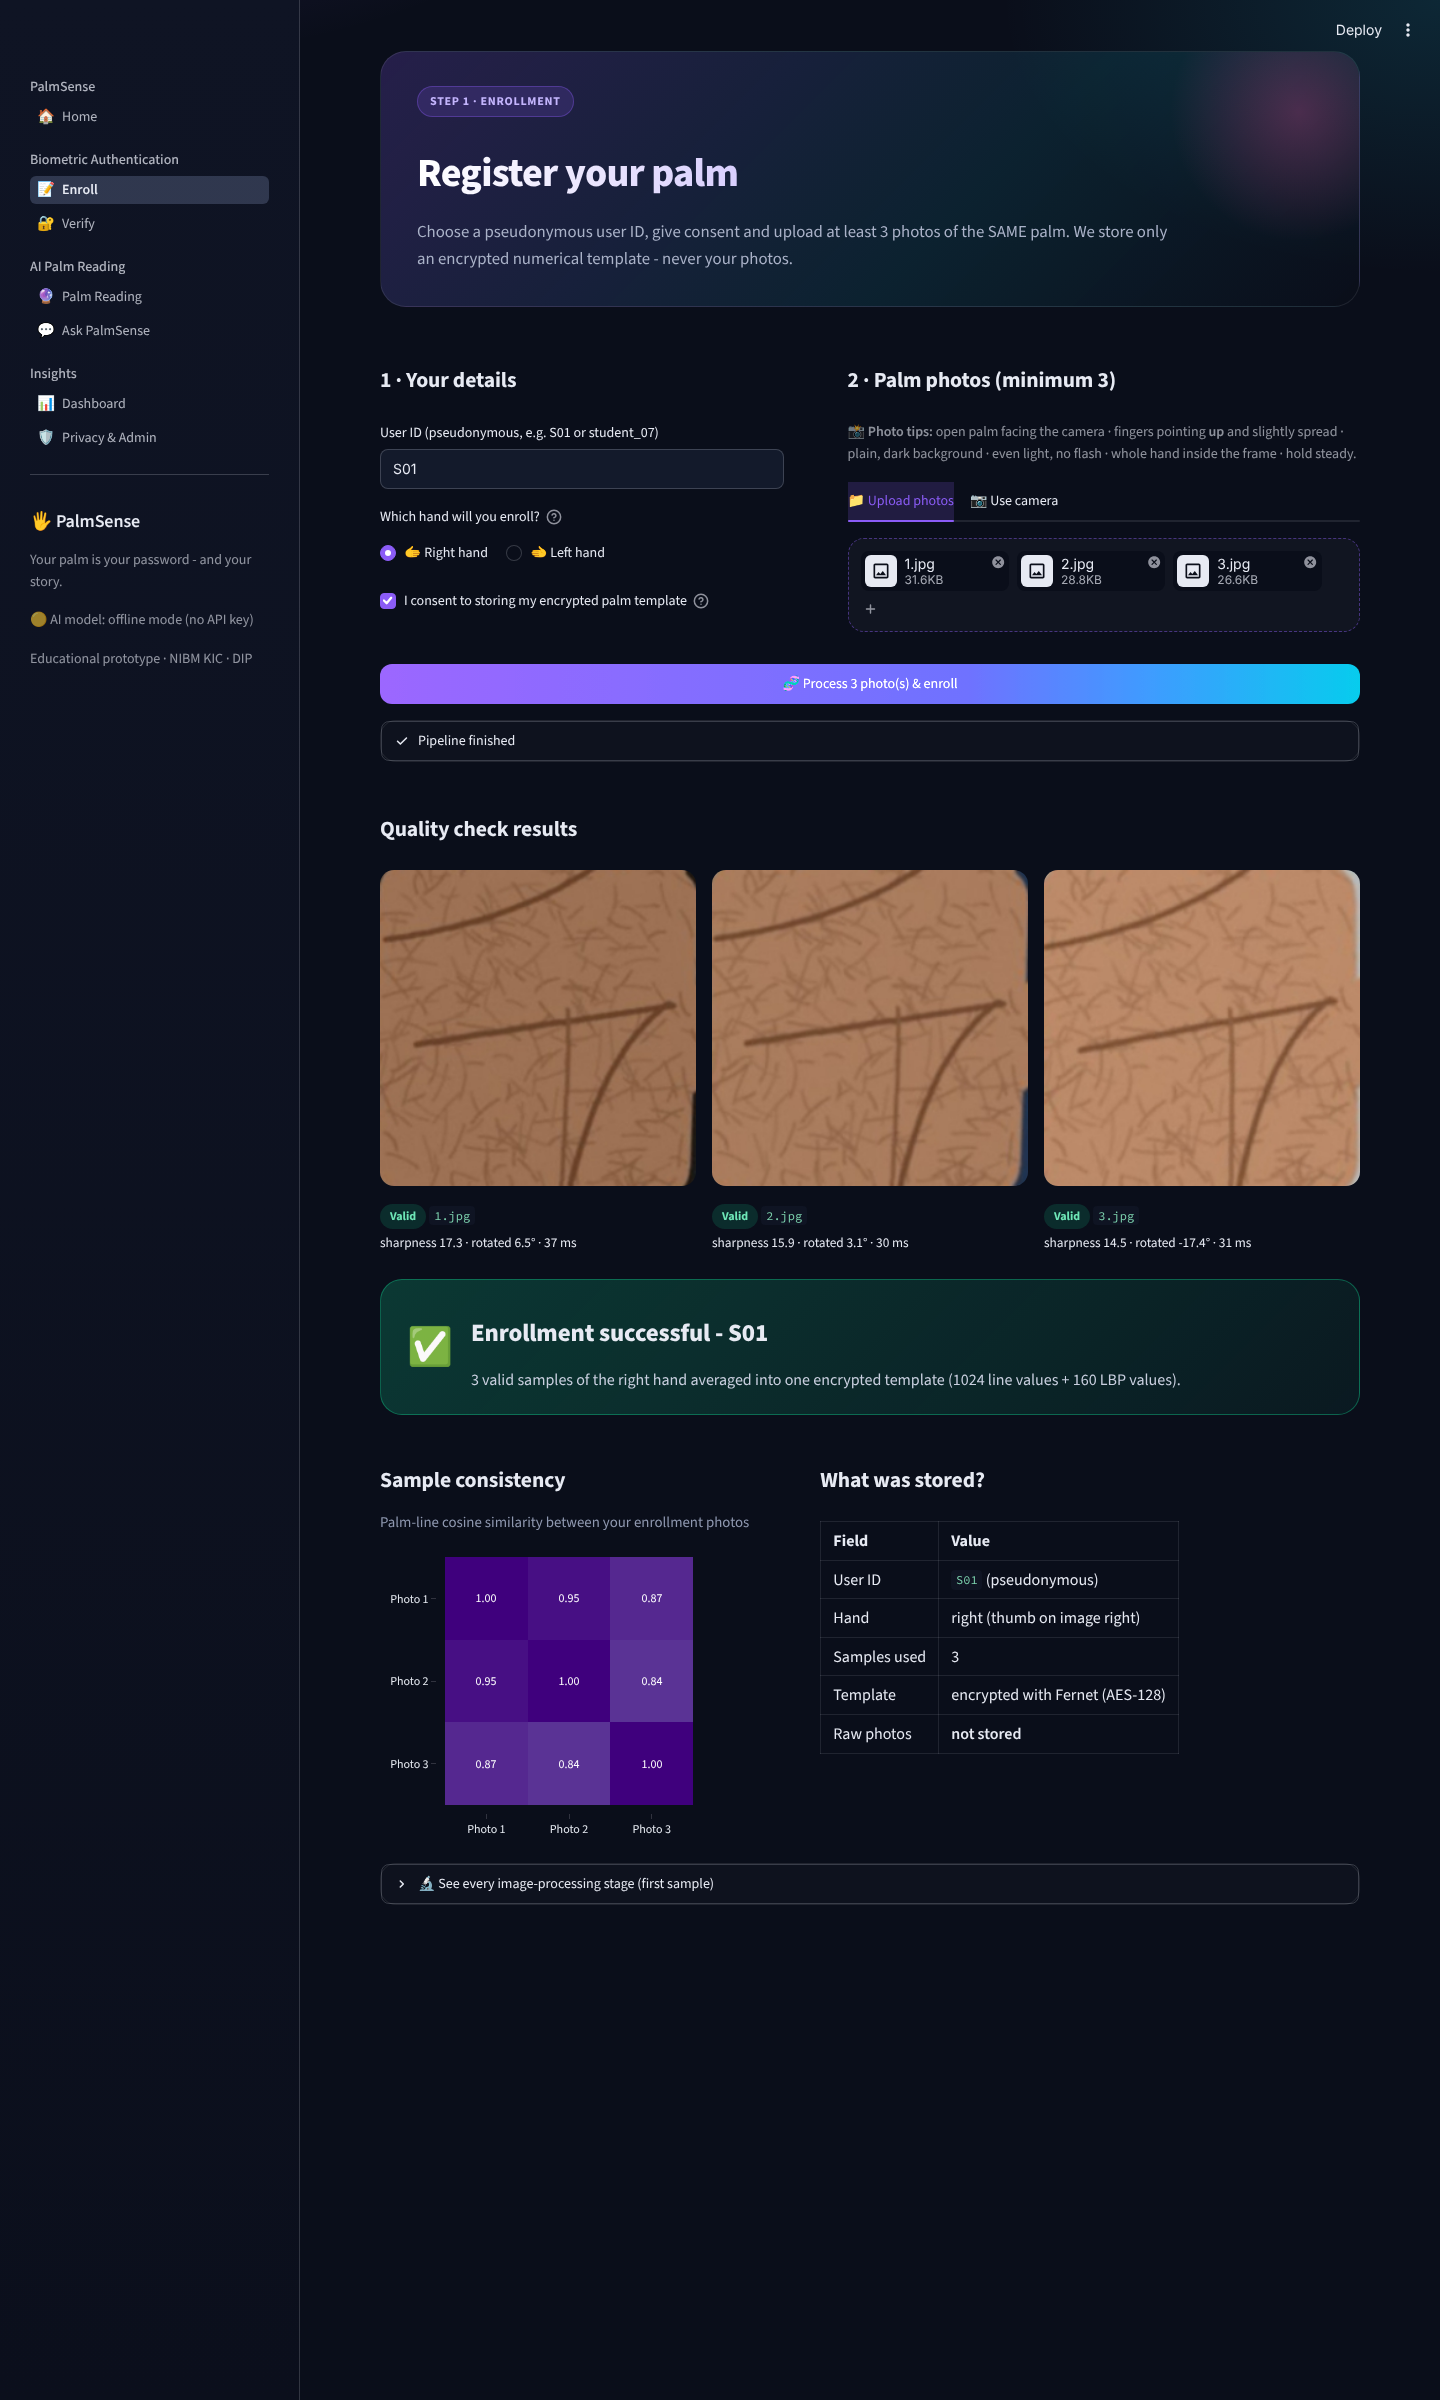 Deploy
PalmSense
🏠 Home
Biometric Authentication
📝 Enroll
🔐 Verify
AI Palm Reading
🔮 Palm Reading
💬 Ask PalmSense
Insights
📊 Dashboard
🛡️ Privacy & Admin
🖐️ PalmSense
Your palm is your password - and your
story.
🟡 AI model: offline mode (no API key)
Educational prototype · NIBM KIC · DIP
STEP 1 · ENROLLMENT
Register your palm
Choose a pseudonymous user ID, give consent and upload at least 3 photos of the SAME palm. We store only
an encrypted numerical template - never your photos.
1 · Your details
User ID (pseudonymous, e.g. S01 or student_07)
S01
Which hand will you enroll?
🫱 Right hand 🫲 Left hand
I consent to storing my encrypted palm template
2 · Palm photos (minimum 3)
📸 Photo tips: open palm facing the camera · fingers pointing up and slightly spread ·
plain, dark background · even light, no flash · whole hand inside the frame · hold steady.
📁 Upload photos 📷 Use camera
1.jpg
31.6KB
2.jpg
28.8KB
3.jpg
26.6KB
🧬 Process 3 photo(s) & enroll
Pipeline finished
Quality check results
Valid 1.jpg
sharpness 17.3 · rotated 6.5° · 37 ms
Valid 2.jpg
sharpness 15.9 · rotated 3.1° · 30 ms
Valid 3.jpg
sharpness 14.5 · rotated -17.4° · 31 ms
✅ Enrollment successful - S01
3 valid samples of the right hand averaged into one encrypted template (1024 line values + 160 LBP values).
Sample consistency
Palm-line cosine similarity between your enrollment photos
Photo 1 1.00 0.95 0.87
Photo 2 0.95 1.00 0.84
Photo 3 0.87 0.84 1.00
Photo 1 Photo 2 Photo 3
What was stored?
Field Value
User ID S01 (pseudonymous)
Hand right (thumb on image right)
Samples used 3
Template encrypted with Fernet (AES-128)
Raw photos not stored
🔬 See every image-processing stage (first sample)